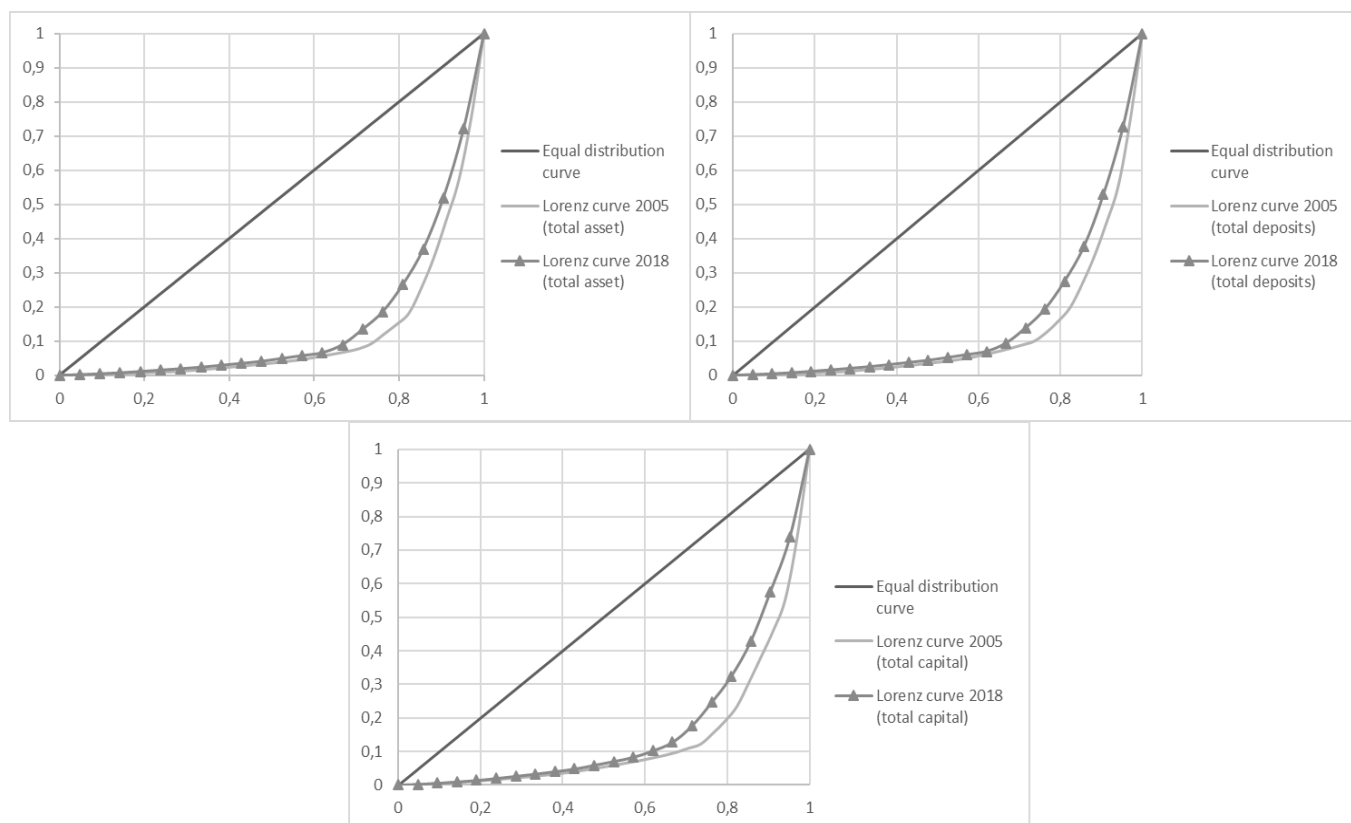 1
0,9
0,8
0,7
0,6
0,5
0,4
0,3
0,2
0,1
0
0 0,2 0,4 0,6 0,8 1
Equal distribution
curve
Lorenz curve 2005
(total asset)
Lorenz curve 2018
(total asset)
1
0,9
0,8
0,7
0,6
0,5
0,4
0,3
0,2
0,1
0
0 0,2 0,4 0,6 0,8 1
Equal distribution
curve
Lorenz curve 2005
(total deposits)
Lorenz curve 2018
(total deposits)
1
0,9
0,8
0,7
0,6
0,5
0,4
0,3
0,2
0,1
0
0 0,2 0,4 0,6 0,8 1
Equal distribution
curve
Lorenz curve 2005
(total capital)
Lorenz curve 2018
(total capital)